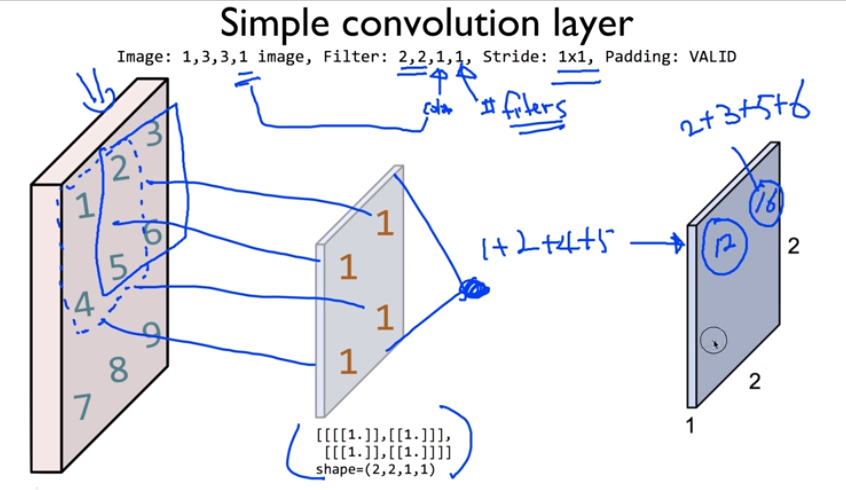 Simple convolution layer
Image: 1,3,3,1 image, Filter: 2,2,1,1, Stride: 1x1, Padding: VALID
color
# filters
2+3+5+6
1 2 3
4 5 6
7 8 9
1 1
1 1
1+2+4+5
12 16
2
2
1
[[[[1.]],[[1.]]],
[[[1.]],[[1.]]]]
shape=(2,2,1,1)